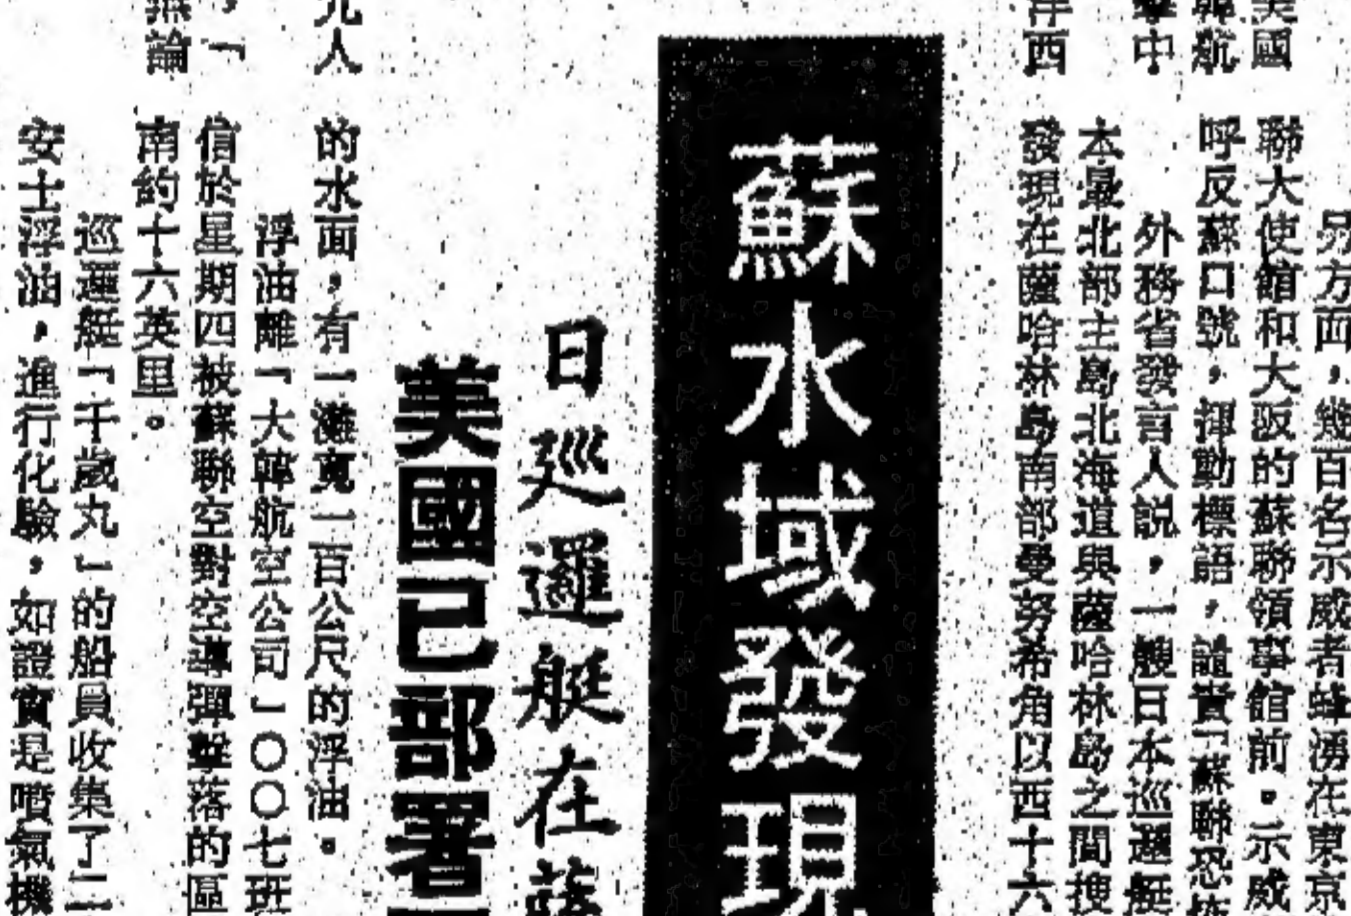 美國
韓航
擊中
洋西
另方面，幾百名示威者蜂湧在東京
聯大使館和大阪的蘇聯領事館前。示威
呼反蘇口號，揮動標語，譴責「蘇聯恐
外務省發言人說，一艘日本巡邏艇
本最北部主島北海道與薩哈林島之間搜
發現在薩哈林島南部曼努希角以西十六
蘇水域發現
日巡邏艇在
美國已部署
九人
的水面，有一灘寬一百公尺的浮油。
浮油離「大韓航空公司」〇〇七班
「
信於星期四被蘇聯空對空導彈擊落的區
無論
南約十六英里。
巡邏艇「千歲丸」的船員收集了二
安士浮油，進行化驗，如證實是噴氣機